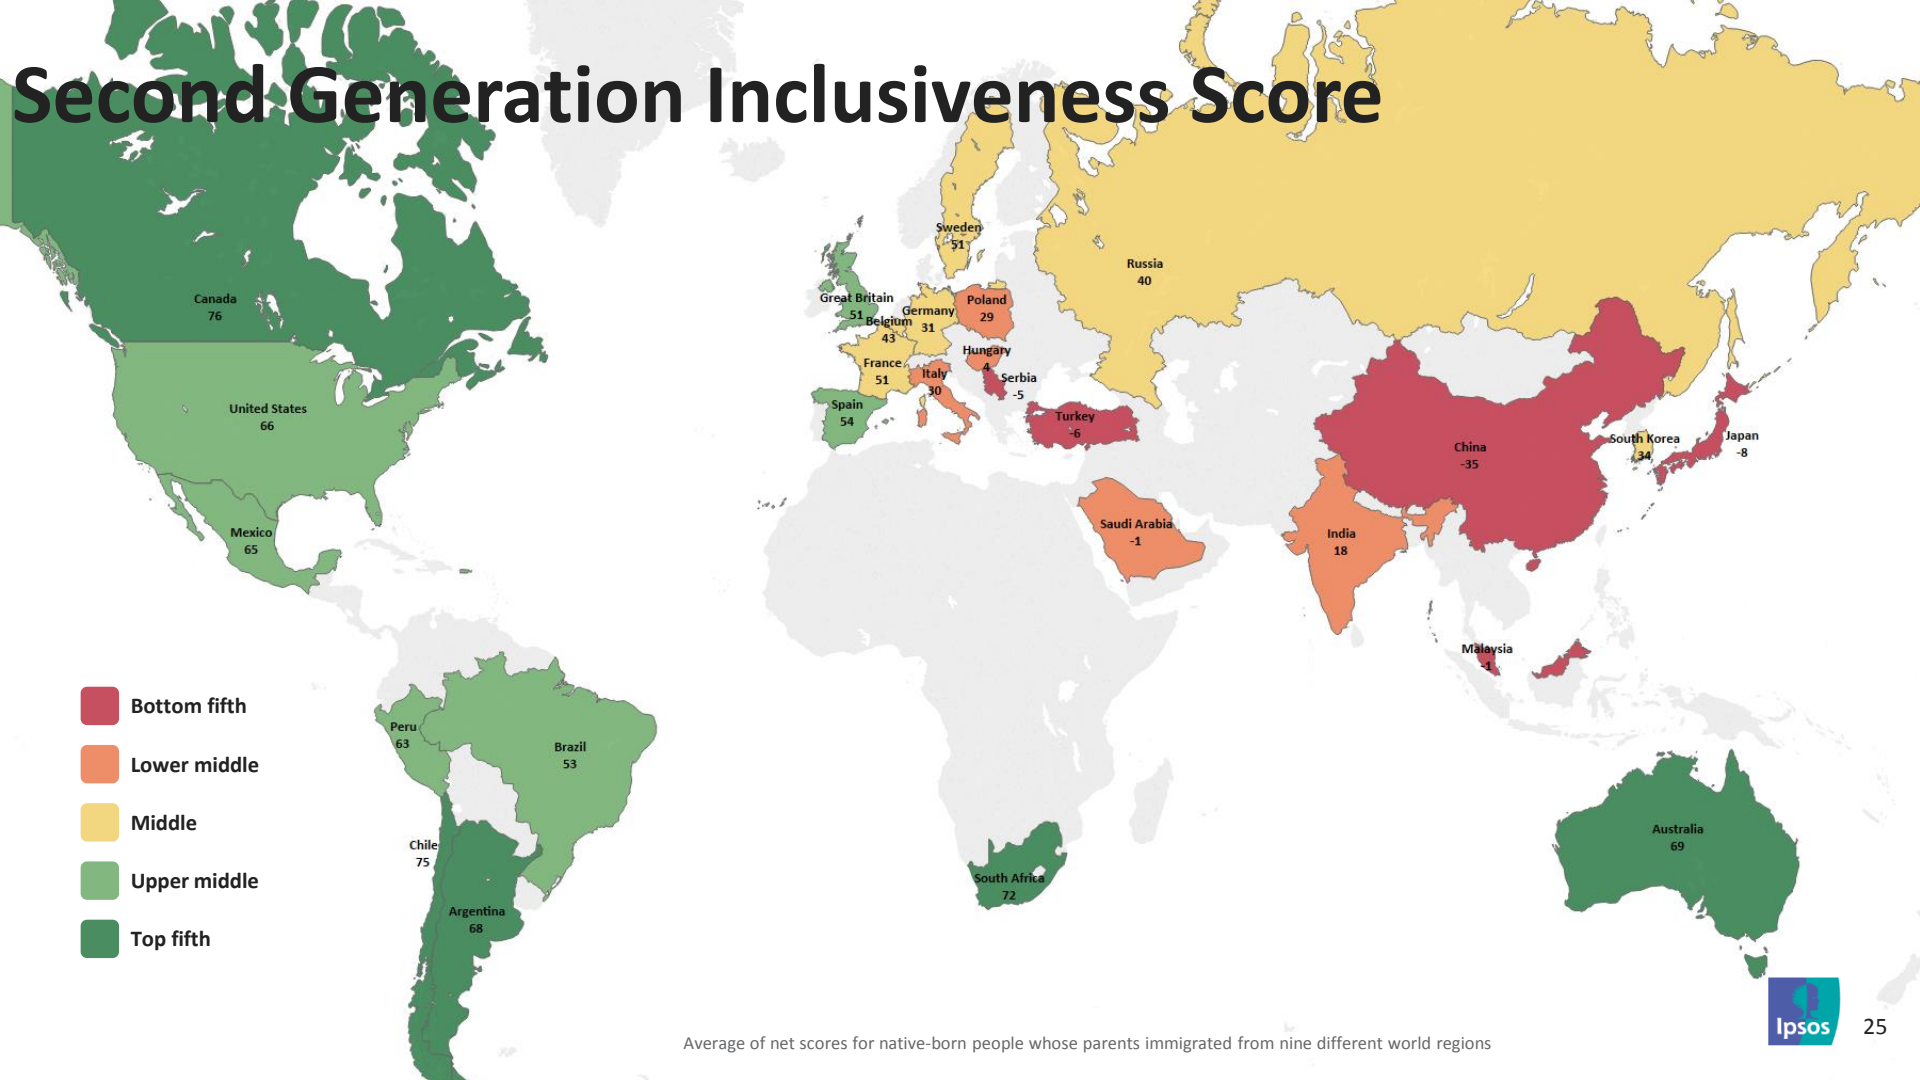 Second Generation Inclusiveness Score
Canada
76
United States
66
Mexico
65
Peru
63
Brazil
53
Chile
75
Argentina
68
Sweden
51
Great Britain
51
Belgium
43
Germany
31
Poland
29
France
51
Hungary
4
Italy
30
Serbia
-5
Spain
54
Turkey
-6
Russia
40
Saudi Arabia
-1
India
18
China
-35
South Korea
34
Japan
-8
Malaysia
-1
South Africa
72
Australia
69
Bottom fifth
Lower middle
Middle
Upper middle
Top fifth
Average of net scores for native-born people whose parents immigrated from nine different world regions
Ipsos
25